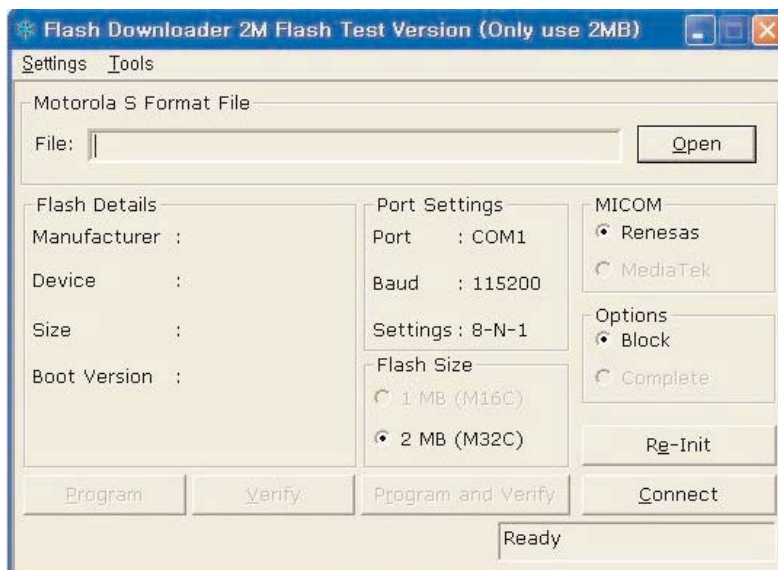 Flash Downloader 2M Flash Test Version (Only use 2MB)
Settings Tools
Motorola S Format File
File:
Open
Flash Details
Manufacturer :
Device :
Size :
Boot Version :
Port Settings
Port : COM1
Baud : 115200
Settings : 8-N-1
Flash Size
1 MB (M16C)
2 MB (M32C)
MICOM
Renesas
MediaTek
Options
Block
Complete
Re-Init
Program
Verify
Program and Verify
Connect
Ready